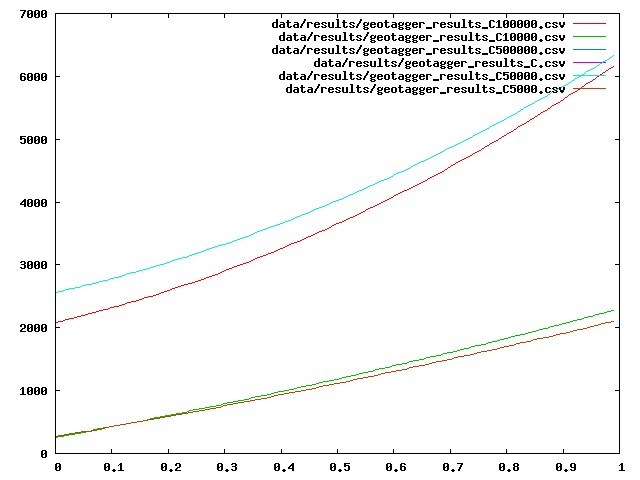 7000
6000
5000
4000
3000
2000
1000
0
data/results/geotagger_results_C100000.csv
data/results/geotagger_results_C10000.csv
data/results/geotagger_results_C500000.csv
data/results/geotagger_results_C.csv
data/results/geotagger_results_C50000.csv
data/results/geotagger_results_C5000.csv
0 0.1 0.2 0.3 0.4 0.5 0.6 0.7 0.8 0.9 1